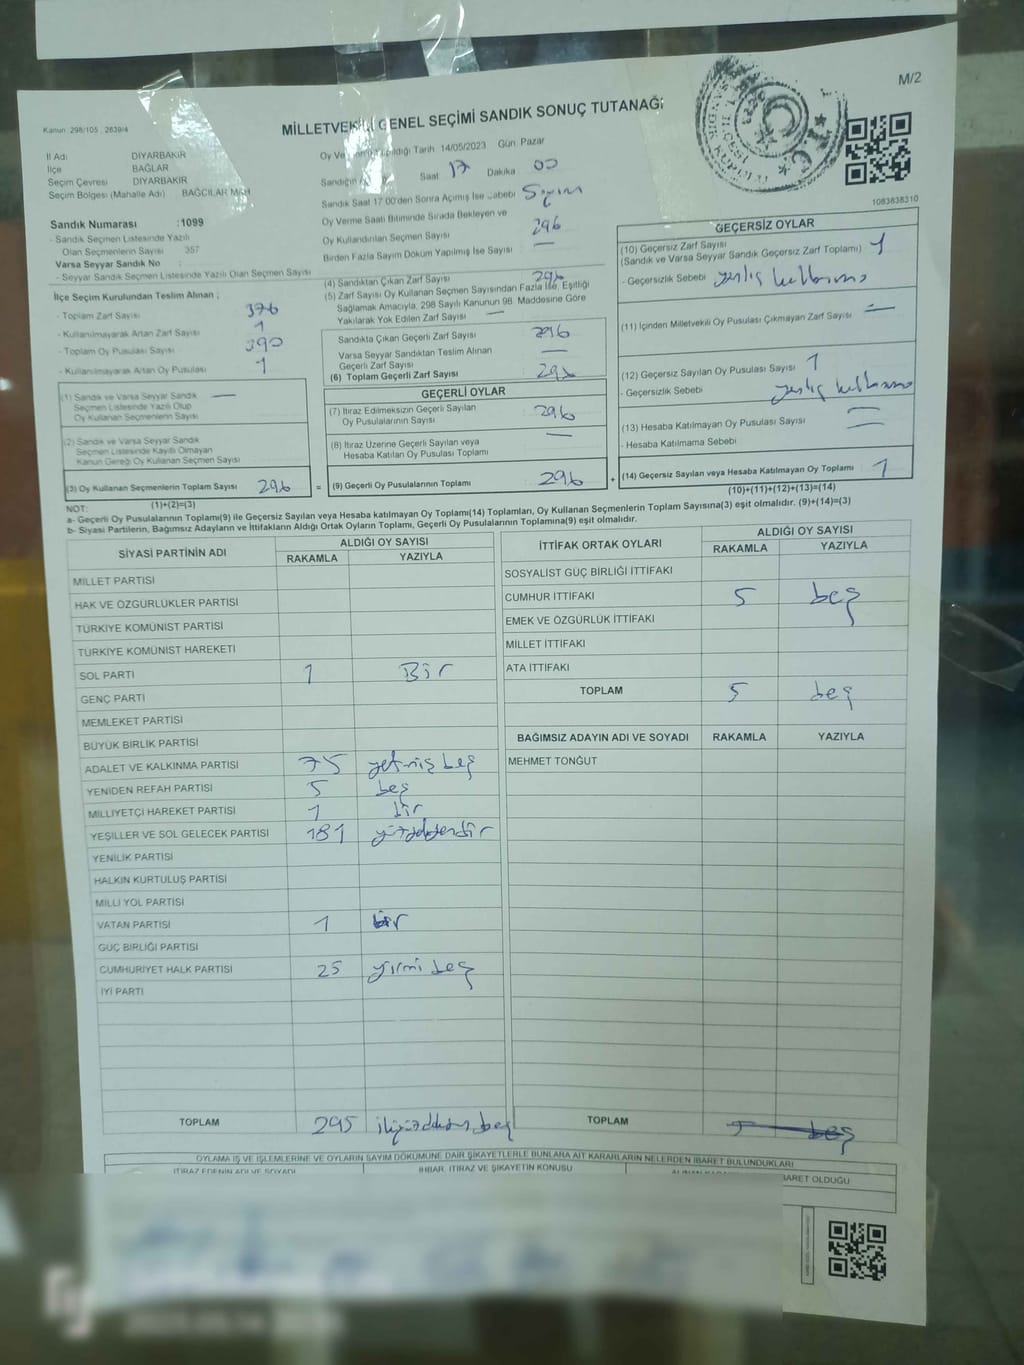 M/2
Kanun: 298/105 , 2839/4
MİLLETVEKİLİ GENEL SEÇİMİ SANDIK SONUÇ TUTANAĞI
İl Adı DİYARBAKIR
İlçe BAĞLAR
Seçim Çevresi DİYARBAKIR
Seçim Bölgesi (Mahalle Adı) BAĞCILAR MAH
Sandık Numarası :1099
- Sandık Seçmen Listesinde Yazılı
Olan Seçmenlerin Sayısı 357
Varsa Seyyar Sandık No
- Seyyar Sandık Seçmen Listesinde Yazılı Olan Seçmen Sayısı
İlçe Seçim Kurulundan Teslim Alınan ;
- Toplam Zarf Sayısı 376
- Kullanılmayarak Artan Zarf Sayısı 1
- Toplam Oy Pusulası Sayısı 390
- Kullanılmayarak Artan Oy Pusulası 1
(1) Sandık ve Varsa Seyyar Sandık —
Seçmen Listesinde Yazılı Olup
Oy Kullanan Seçmen Sayısı
(2) Sandık ve Varsa Seyyar Sandık
Seçmen Listesinde Kayıtlı Olmayan
Kanun Gereği Oy Kullanan Seçmen Sayısı
(3) Oy Kullanan Seçmenlerin Toplam Sayısı 296 =
(1)+(2)=(3)
Oy Ve Tarih 14/05/2023 Gün: Pazar
Sandığın Saat 17 Dakika 00
Sandık Saat 17:00'den Sonra Açımış İse Sebebi Sayım
Oy Verme Saati Bitiminde Sırada Bekleyen ve
Oy Kullandırılan Seçmen Sayısı 296
Birden Fazla Sayım Döküm Yapılmış İse Sayısı —
(4) Sandıktan Çıkan Zarf Sayısı 296
(5) Zarf Sayısı Oy Kullanan Seçmen Sayısından Fazla İse, Eşitliği
Sağlamak Amacıyla, 298 Sayılı Kanunun 98. Maddesine Göre
Yakılarak Yok Edilen Zarf Sayısı —
Sandıkta Çıkan Geçerli Zarf Sayısı 296
Varsa Seyyar Sandıktan Teslim Alınan
Geçerli Zarf Sayısı —
(6) Toplam Geçerli Zarf Sayısı 296
GEÇERLİ OYLAR
(7) İtiraz Edilmeksizin Geçerli Sayılan
Oy Pusulalarının Sayısı 296
(8) İtiraz Üzerine Geçerli Sayılan veya
Hesaba Katılan Oy Pusulası Toplamı —
(9) Geçerli Oy Pusulalarının Toplamı 296 +
1083838310
GEÇERSİZ OYLAR
(10) Geçersiz Zarf Sayısı
(Sandık ve Varsa Seyyar Sandık Geçersiz Zarf Toplamı) 1
- Geçersizlik Sebebi yanlış kullanma
(11) İçinden Milletvekili Oy Pusulası Çıkmayan Zarf Sayısı —
(12) Geçersiz Sayılan Oy Pusulası Sayısı 1
- Geçersizlik Sebebi yanlış kullanma
(13) Hesaba Katılmayan Oy Pusulası Sayısı —
- Hesaba Katılmama Sebebi —
(14) Geçersiz Sayılan veya Hesaba Katılmayan Oy Toplamı 1
(10)+(11)+(12)+(13)=(14)
NOT:
a- Geçerli Oy Pusulalarının Toplamı(9) ile Geçersiz Sayılan veya Hesaba katılmayan Oy Toplamı(14) Toplamları, Oy Kullanan Seçmenlerin Toplam Sayısına(3) eşit olmalıdır. (9)+(14)=(3)
b- Siyasi Partilerin, Bağımsız Adayların ve İttifakların Aldığı Ortak Oyların Toplamı, Geçerli Oy Pusulalarının Toplamına(9) eşit olmalıdır.
SİYASİ PARTİNİN ADI ALDIĞI OY SAYISI
RAKAMLA YAZIYLA
MİLLET PARTİSİ
HAK VE ÖZGÜRLÜKLER PARTİSİ
TÜRKİYE KOMÜNİST PARTİSİ
TÜRKİYE KOMÜNİST HAREKETİ
SOL PARTİ 1 Bir
GENÇ PARTİ
MEMLEKET PARTİSİ
BÜYÜK BİRLİK PARTİSİ
ADALET VE KALKINMA PARTİSİ 75 yetmiş beş
YENİDEN REFAH PARTİSİ 5 beş
MİLLİYETÇİ HAREKET PARTİSİ 1 bir
YEŞİLLER VE SOL GELECEK PARTİSİ 181
YENİLİK PARTİSİ
HALKIN KURTULUŞ PARTİSİ
MİLLİ YOL PARTİSİ
VATAN PARTİSİ 1 bir
GÜÇ BİRLİĞİ PARTİSİ
CUMHURİYET HALK PARTİSİ 25 yirmi beş
İYİ PARTİ
TOPLAM 295
İTTİFAK ORTAK OYLARI ALDIĞI OY SAYISI
RAKAMLA YAZIYLA
SOSYALİST GÜÇ BİRLİĞİ İTTİFAKI
CUMHUR İTTİFAKI 5 beş
EMEK VE ÖZGÜRLÜK İTTİFAKI
MİLLET İTTİFAKI
ATA İTTİFAKI
TOPLAM 5 beş
BAĞIMSIZ ADAYIN ADI VE SOYADI RAKAMLA YAZIYLA
MEHMET TONĞUT
TOPLAM 5 beş
OYLAMA İŞ VE İŞLEMLERİNE VE OYLARIN SAYIM DÖKÜMÜNE DAİR ŞİKAYETLERLE BUNLARA AİT KARARLARIN NELERDEN İBARET BULUNDUKLARI
İTİRAZ EDENİN ADI VE SOYADI İHBAR, İTİRAZ VE ŞİKAYETİN KONUSU İBARET OLDUĞU